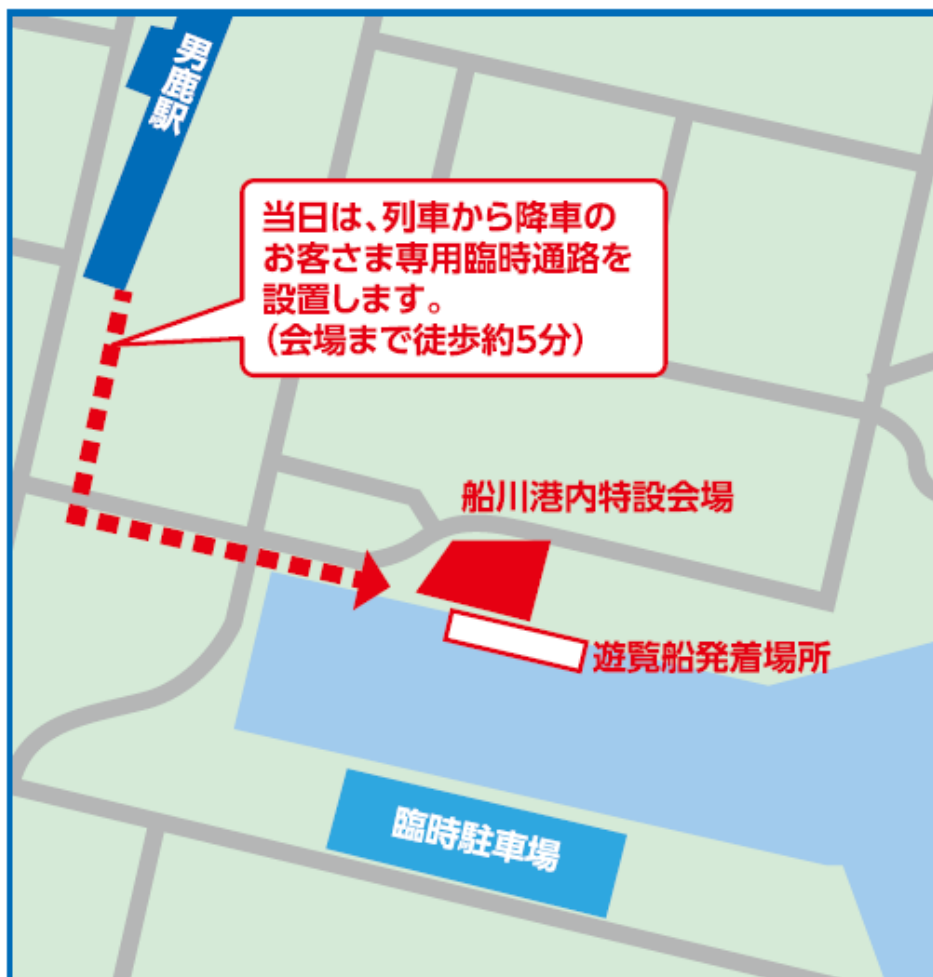 男鹿駅
当日は、列車から降車の
お客さま専用臨時通路を
設置します。
（会場まで徒歩約5分）
船川港内特設会場
遊覧船発着場所
臨時駐車場